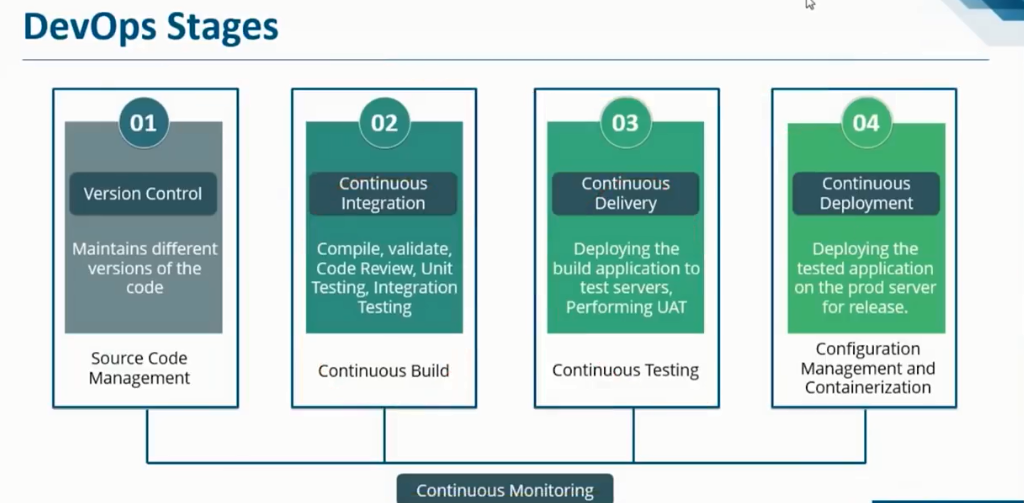 DevOps Stages
01
Version Control
Maintains different
versions of the
code
Source Code
Management
02
Continuous
Integration
Compile, validate,
Code Review, Unit
Testing, Integration
Testing
Continuous Build
03
Continuous
Delivery
Deploying the
build application to
test servers,
Performing UAT
Continuous Testing
04
Continuous
Deployment
Deploying the
tested application
on the prod server
for release.
Configuration
Management and
Containerization
Continuous Monitoring